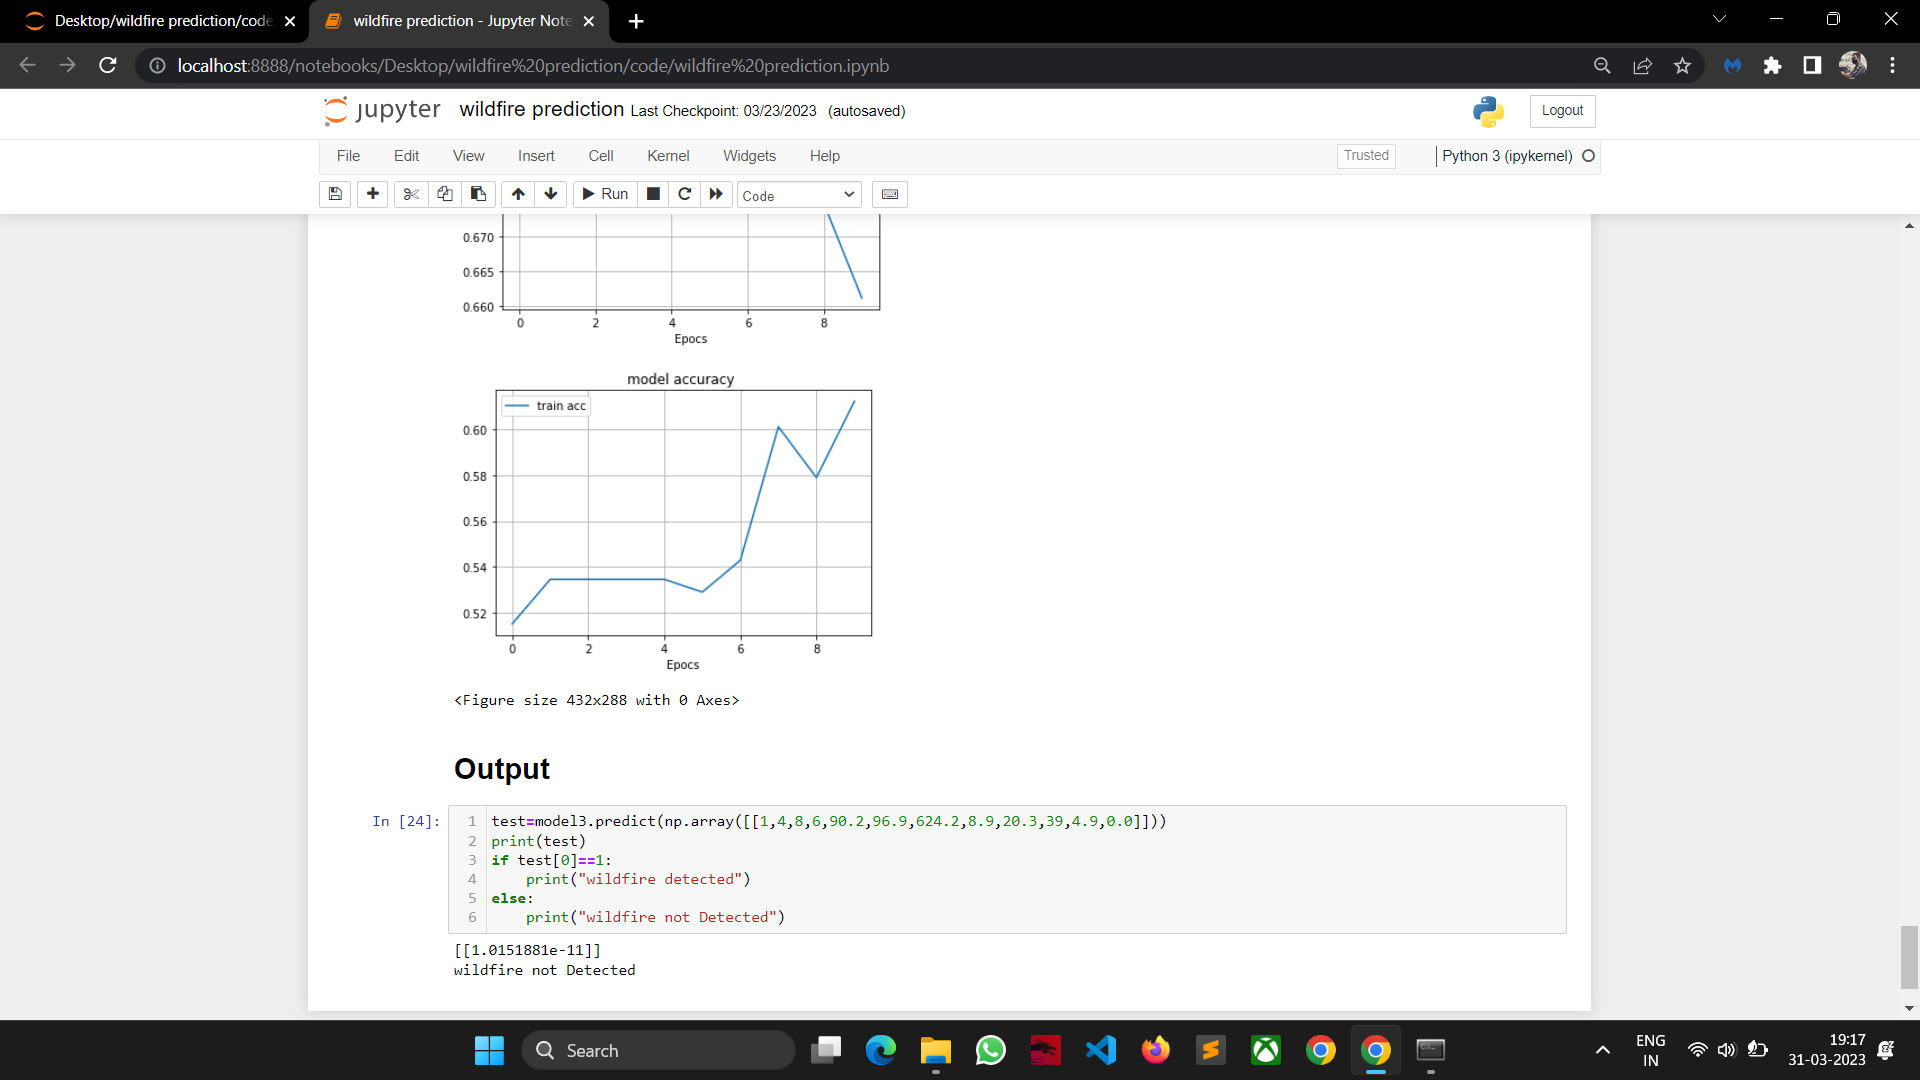 Desktop/wildfire prediction/code
wildfire prediction - Jupyter Note
localhost:8888/notebooks/Desktop/wildfire%20prediction/code/wildfire%20prediction.ipynb
jupyter wildfire prediction Last Checkpoint: 03/23/2023 (autosaved)
Logout
File Edit View Insert Cell Kernel Widgets Help
Trusted Python 3 (ipykernel)
Run Code
0.670
0.665
0.660
0 2 4 6 8
Epocs
model accuracy
train acc
0.60
0.58
0.56
0.54
0.52
0 2 4 6 8
Epocs
<Figure size 432x288 with 0 Axes>
Output
In [24]:
1 test=model3.predict(np.array([[1,4,8,6,90.2,96.9,624.2,8.9,20.3,39,4.9,0.0]]))
2 print(test)
3 if test[0]==1:
4     print("wildfire detected")
5 else:
6     print("wildfire not Detected")
[[1.0151881e-11]]
wildfire not Detected
Search
ENG
IN
19:17
31-03-2023